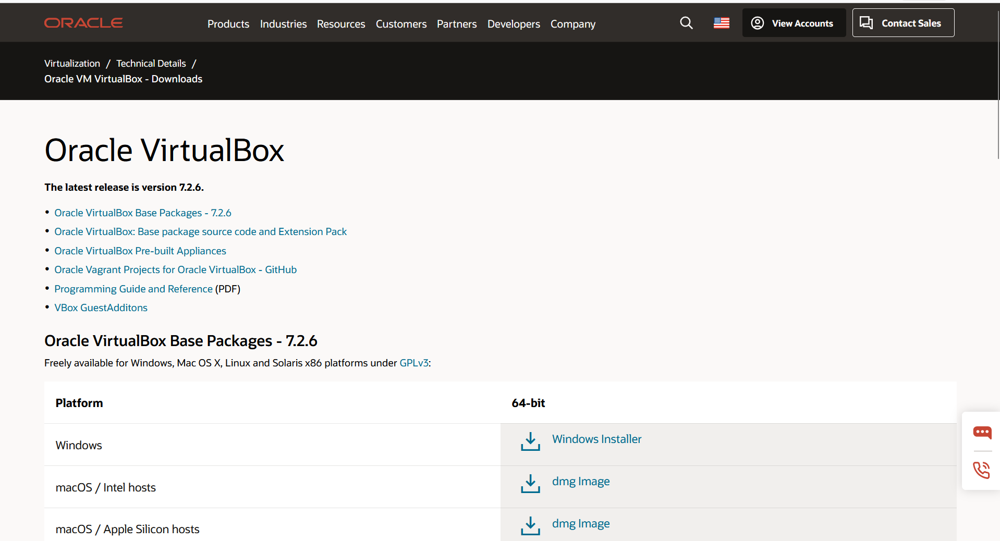 ORACLE
Products Industries Resources Customers Partners Developers Company
View Accounts
Contact Sales
Virtualization / Technical Details /
Oracle VM VirtualBox - Downloads
Oracle VirtualBox
The latest release is version 7.2.6.
• Oracle VirtualBox Base Packages - 7.2.6
• Oracle VirtualBox: Base package source code and Extension Pack
• Oracle VirtualBox Pre-built Appliances
• Oracle Vagrant Projects for Oracle VirtualBox - GitHub
• Programming Guide and Reference (PDF)
• VBox GuestAdditons
Oracle VirtualBox Base Packages - 7.2.6
Freely available for Windows, Mac OS X, Linux and Solaris x86 platforms under GPLv3:
Platform 64-bit
Windows Windows Installer
macOS / Intel hosts dmg Image
macOS / Apple Silicon hosts dmg Image